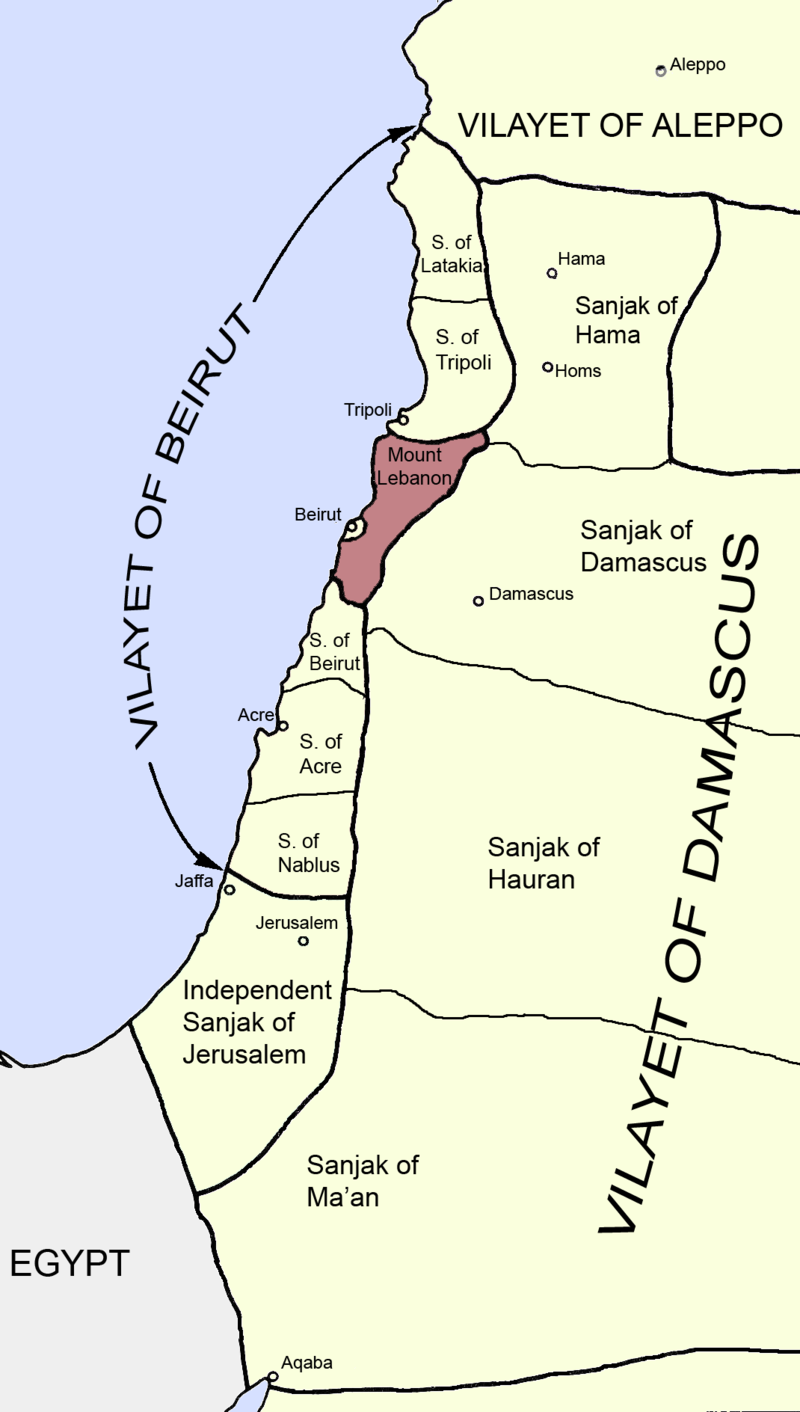 Aleppo
VILAYET OF ALEPPO
S. of
Latakia
Hama
Sanjak of
Hama
Homs
S. of
Tripoli
Tripoli
VILAYET OF BEIRUT
Mount
Lebanon
Beirut
Sanjak of
Damascus
Damascus
S. of
Beirut
Acre
S. of
Acre
S. of
Nablus
Jaffa
Sanjak of
Hauran
VILAYET OF DAMASCUS
Jerusalem
Independent
Sanjak of
Jerusalem
Sanjak of
Ma’an
EGYPT
Aqaba